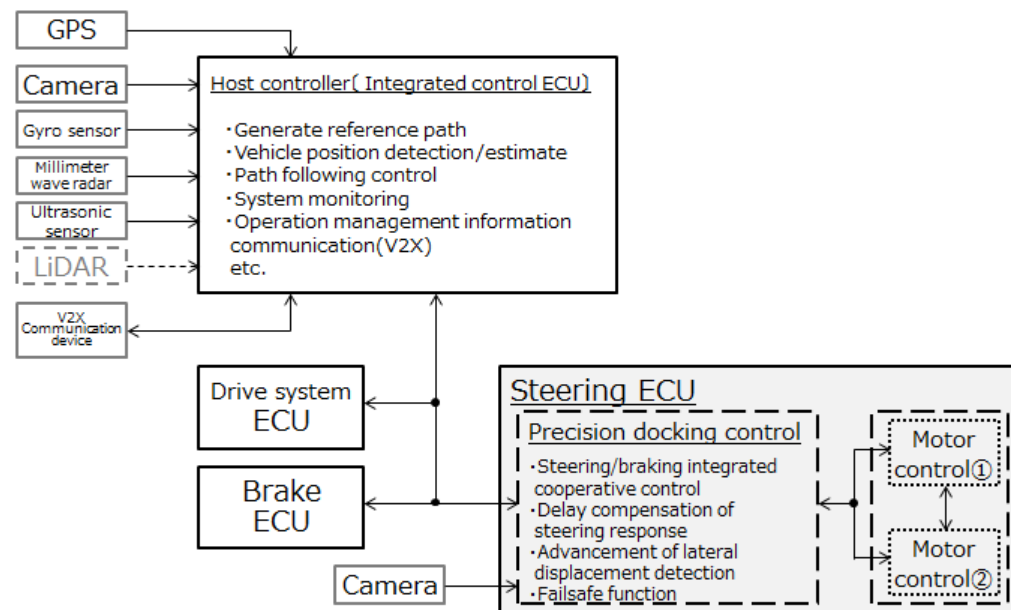 GPS
Camera
Gyro sensor
Millimeter
wave radar
Ultrasonic
sensor
LiDAR
V2X
Communication
device
Host controller〔 Integrated control ECU〕
・Generate reference path
・Vehicle position detection/estimate
・Path following control
・System monitoring
・Operation management information
communication(V2X)
etc.
Drive system
ECU
Brake
ECU
Camera
Steering ECU
Precision docking control
・Steering/braking integrated
cooperative control
・Delay compensation of
steering response
・Advancement of lateral
displacement detection
・Failsafe function
Motor
control①
Motor
control②